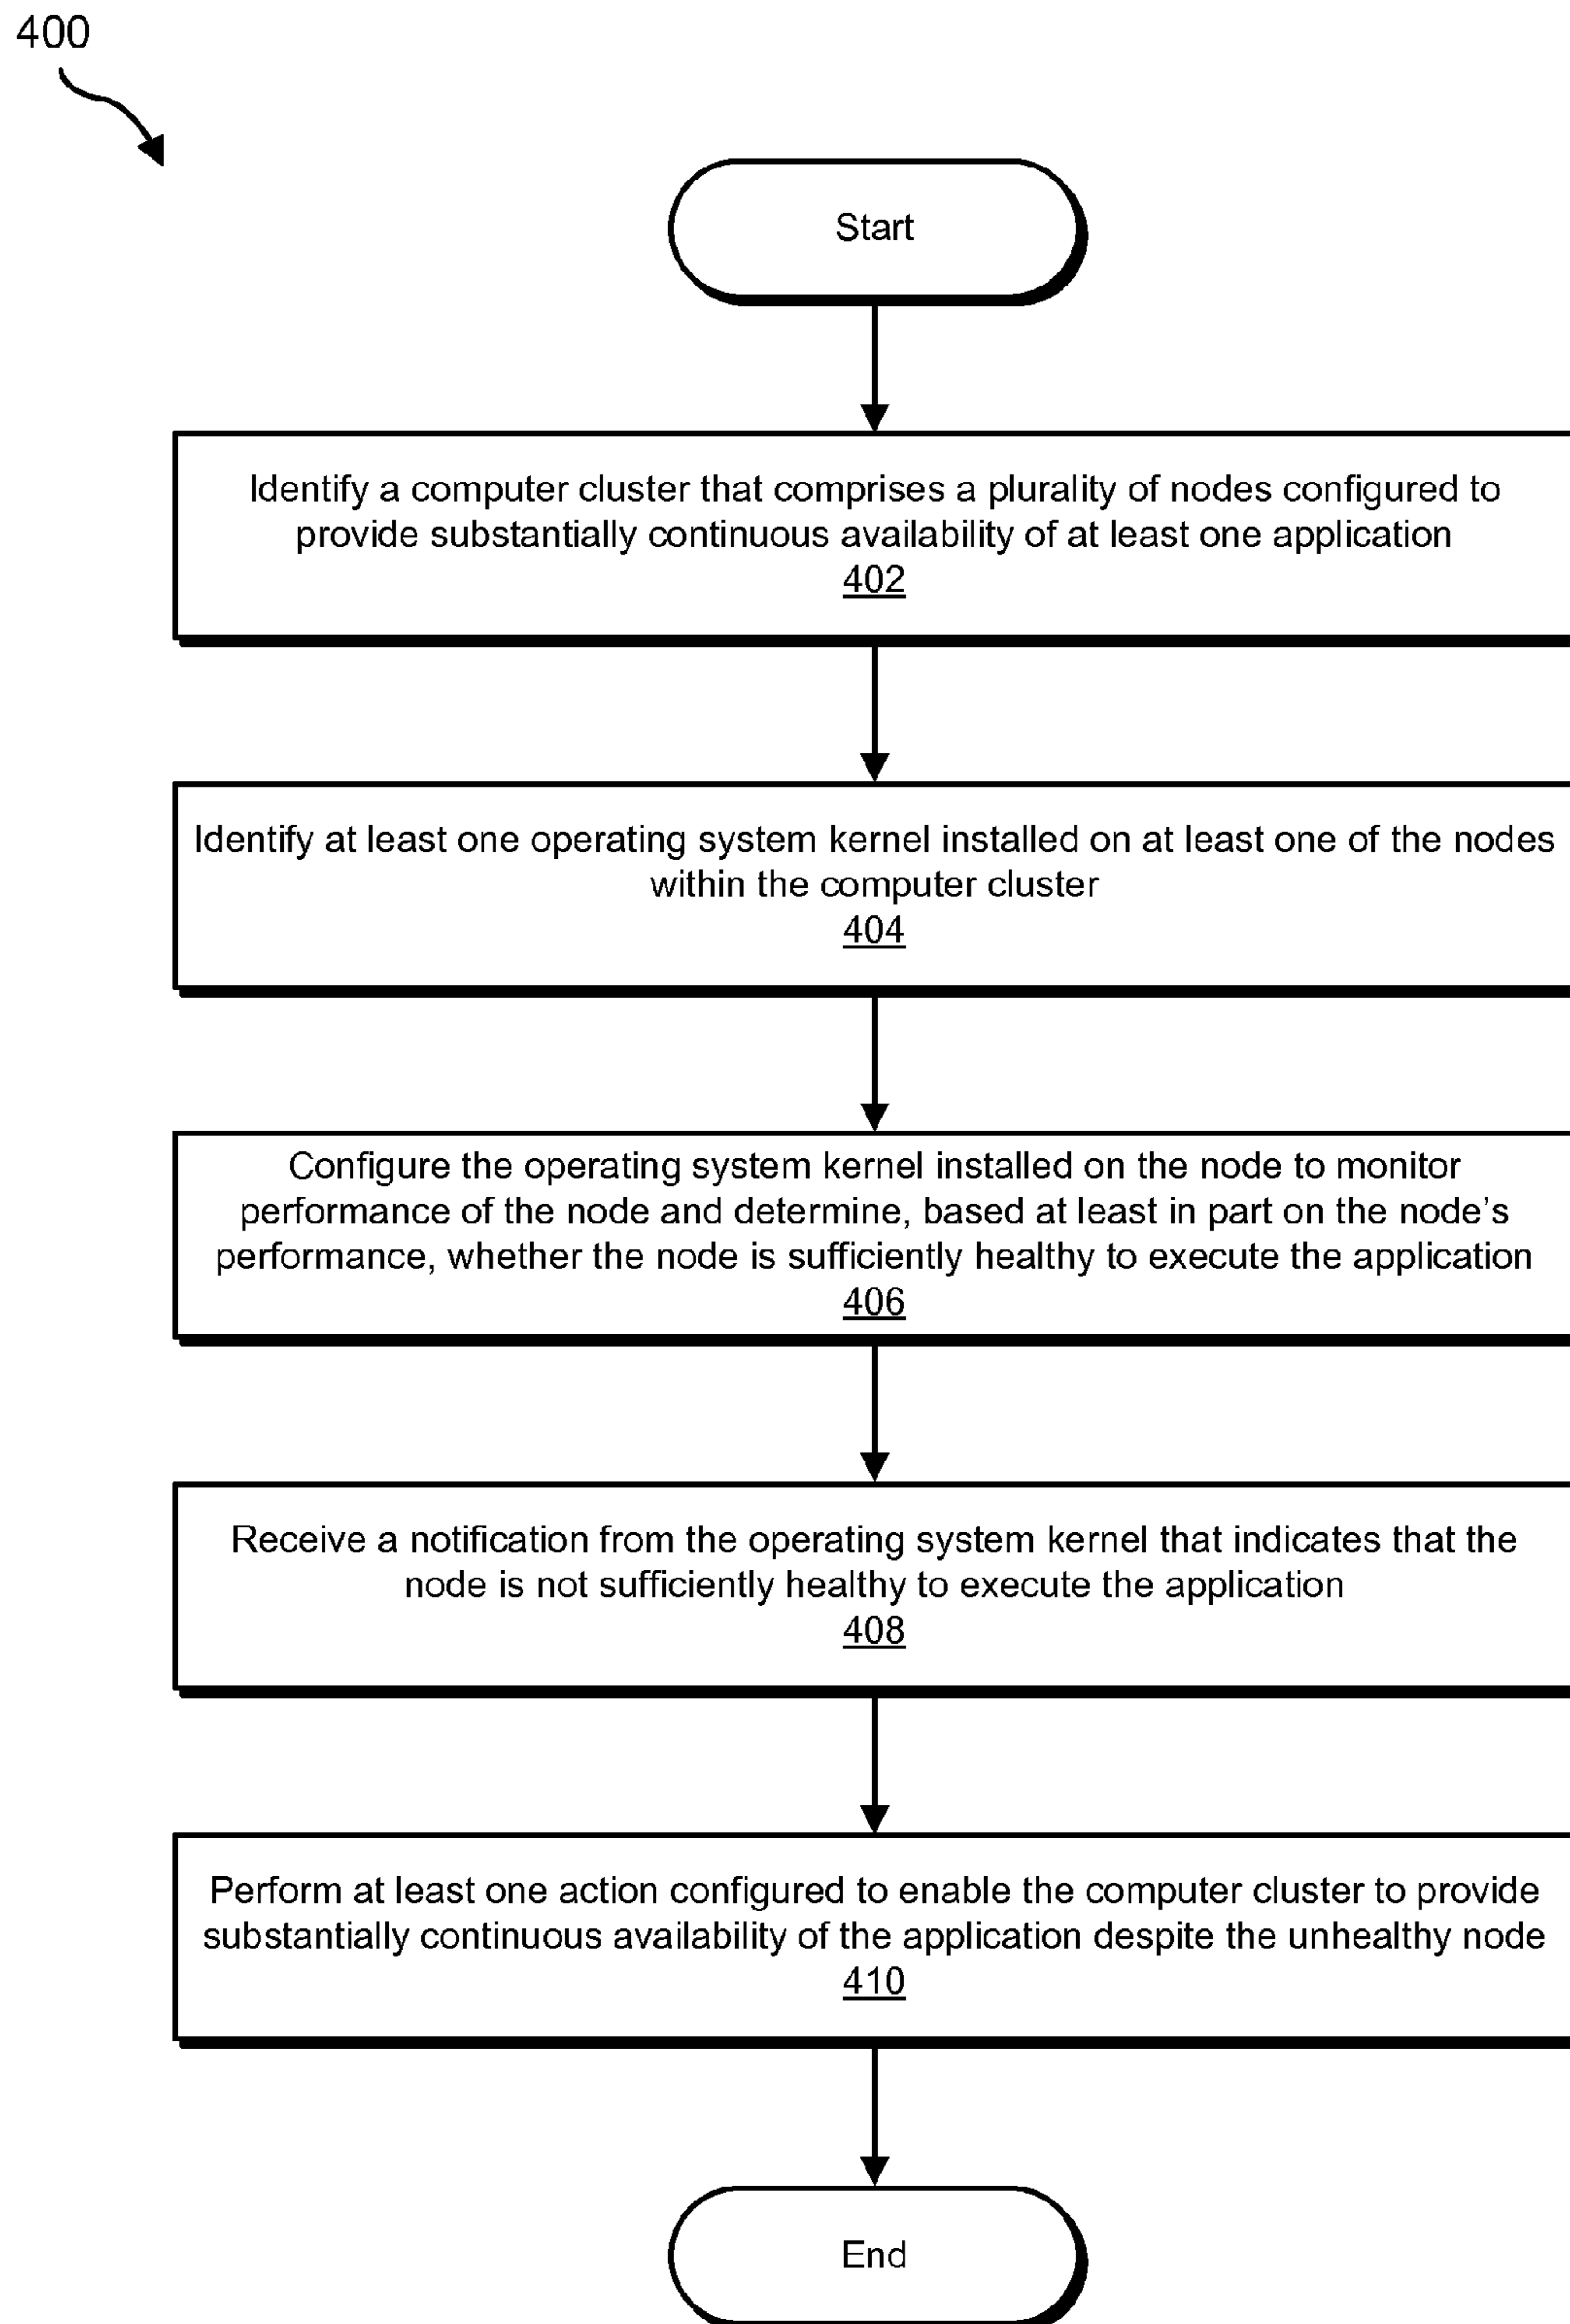 400
Start
Identify a computer cluster that comprises a plurality of nodes configured to
provide substantially continuous availability of at least one application
402
Identify at least one operating system kernel installed on at least one of the nodes
within the computer cluster
404
Configure the operating system kernel installed on the node to monitor
performance of the node and determine, based at least in part on the node's
performance, whether the node is sufficiently healthy to execute the application
406
Receive a notification from the operating system kernel that indicates that the
node is not sufficiently healthy to execute the application
408
Perform at least one action configured to enable the computer cluster to provide
substantially continuous availability of the application despite the unhealthy node
410
End